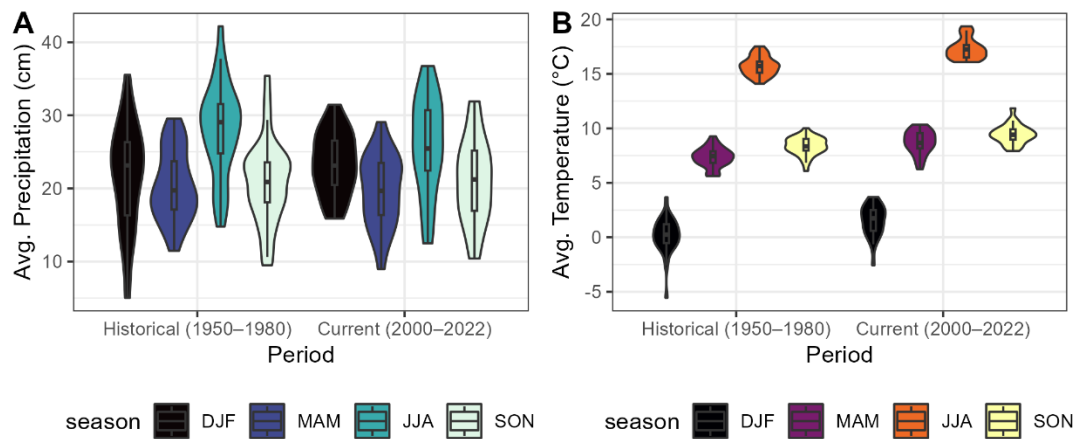 A
Avg. Precipitation (cm)
40
30
20
10
Historical (1950–1980) Current (2000–2022)
Period
season DJF MAM JJA SON
B
Avg. Temperature (°C)
20
15
10
5
0
-5
Historical (1950–1980) Current (2000–2022)
Period
season DJF MAM JJA SON